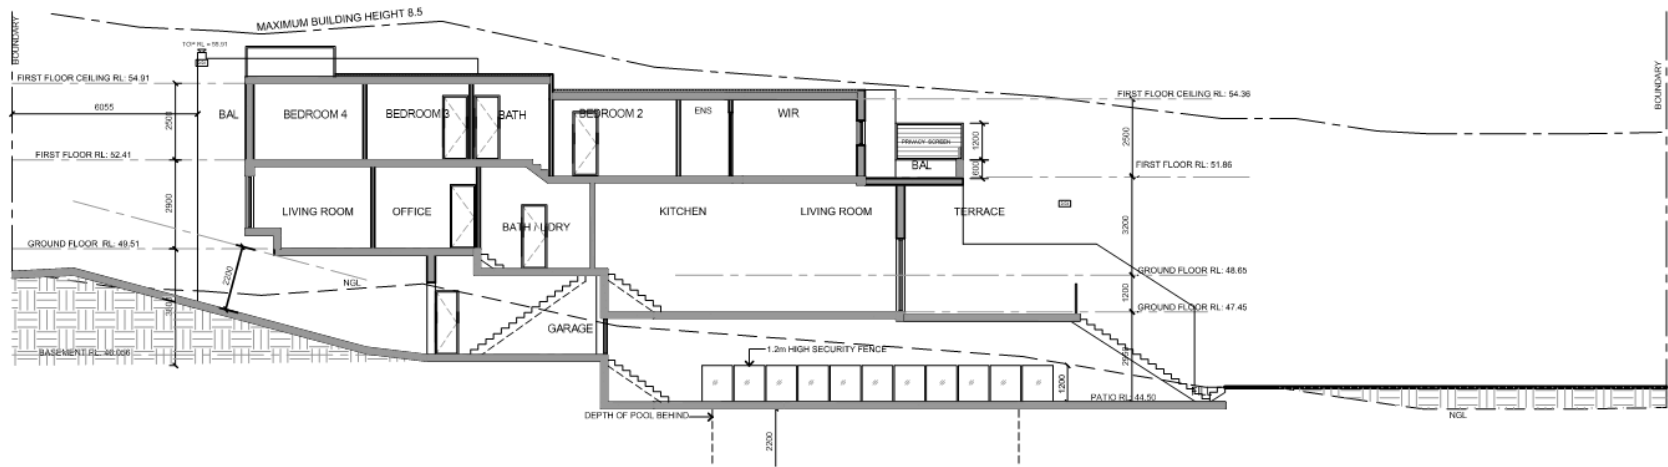 MAXIMUM BUILDING HEIGHT 8.5
BOUNDARY
BOUNDARY
FIRST FLOOR CEILING RL: 54.91
6055
2500
BAL
BEDROOM 4
BEDROOM 3
BATH
BEDROOM 2
ENS
WIR
FIRST FLOOR CEILING RL: 54.36
2500
PRIVACY SCREEN
1200
600
BAL
FIRST FLOOR RL: 52.41
FIRST FLOOR RL: 51.86
2900
LIVING ROOM
OFFICE
BATH / LDRY
KITCHEN
LIVING ROOM
TERRACE
3200
GROUND FLOOR RL: 49.51
2200
NGL
GROUND FLOOR RL: 48.65
1200
GROUND FLOOR RL: 47.45
GARAGE
1.2m HIGH SECURITY FENCE
1200
PATIO RL: 44.50
DEPTH OF POOL BEHIND
2200
NGL